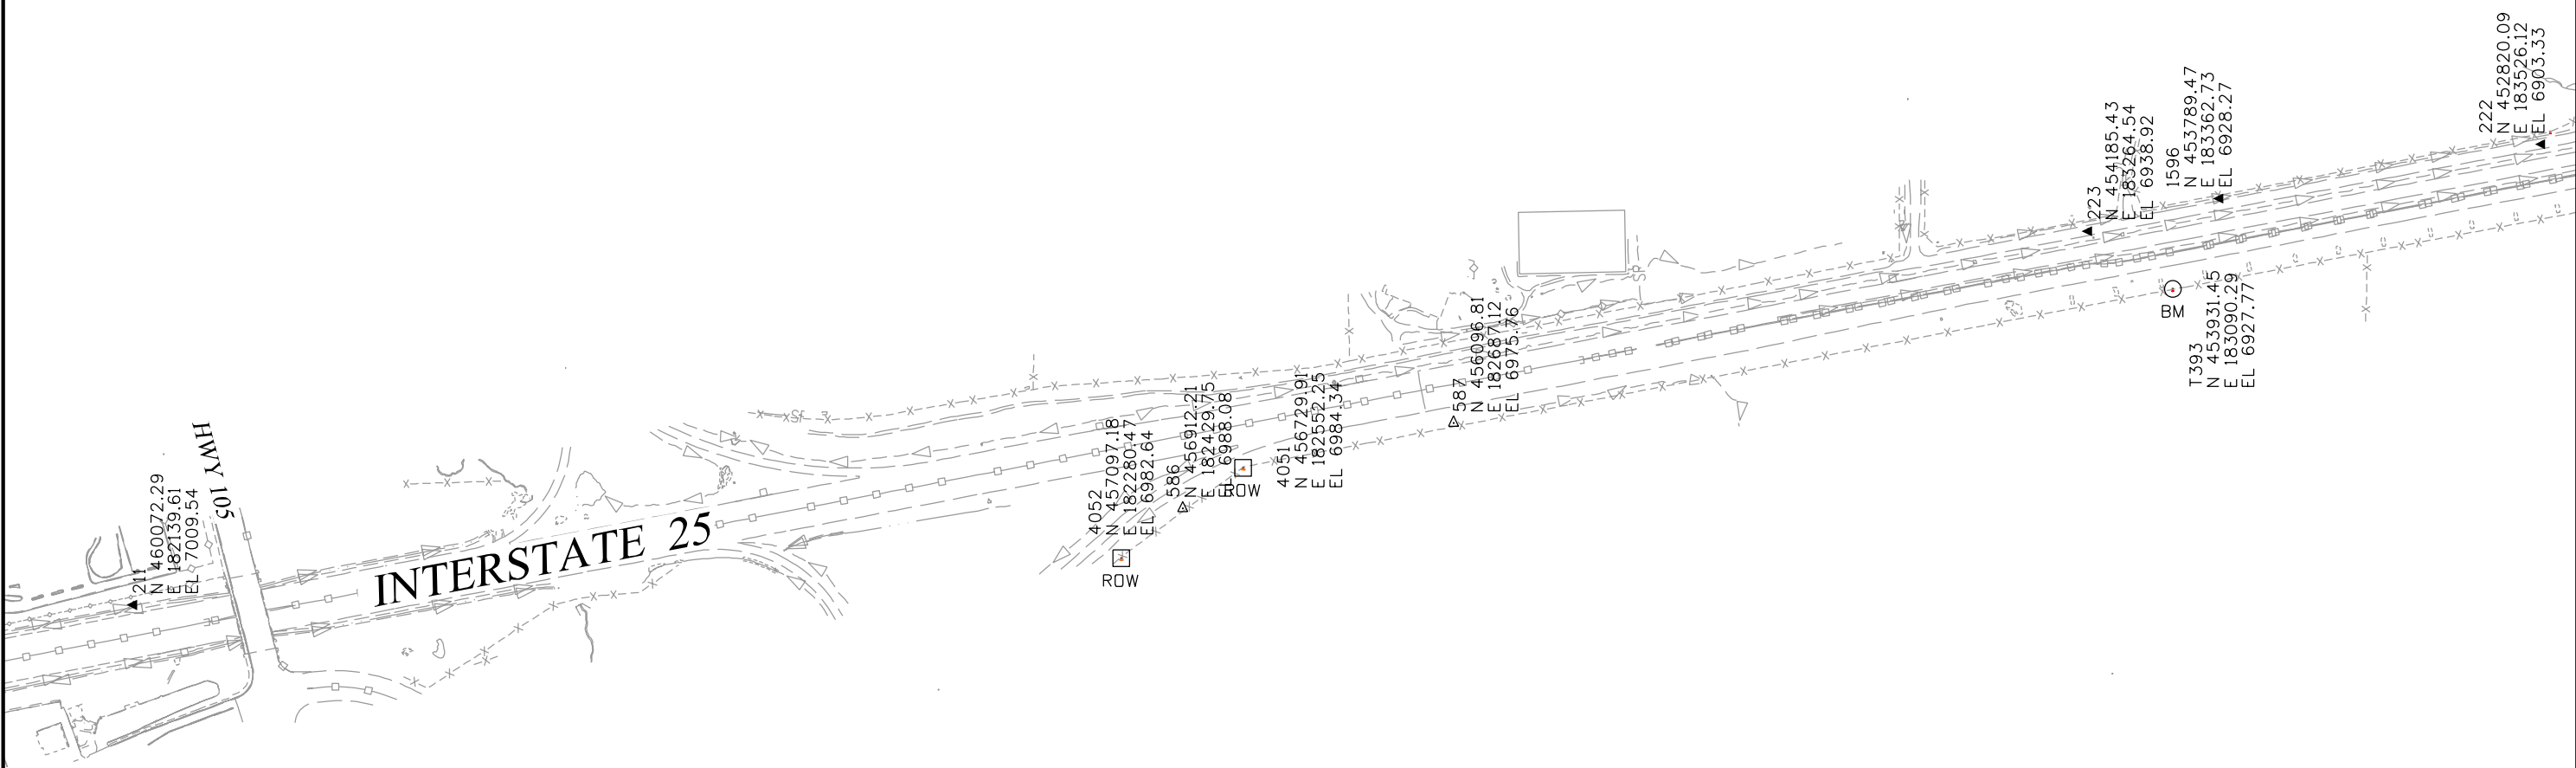 211
N 460072.29
E 182139.61
EL 7009.54
HWY 105
INTERSTATE 25
4052
N 457097.18
E 182280.47
EL 6982.64
ROW
586
N 456912.21
E 182429.75
EL 6988.08
ROW
4051
N 456729.91
E 182552.25
EL 6984.34
587
N 456096.81
E 182687.12
EL 6975.76
223
N 454185.43
E 183264.54
EL 6938.92
1596
N 453789.47
E 183362.73
EL 6928.27
BM
T393
N 453931.45
E 183090.29
EL 6927.77
222
N 452820.09
E 183526.12
EL 6903.33